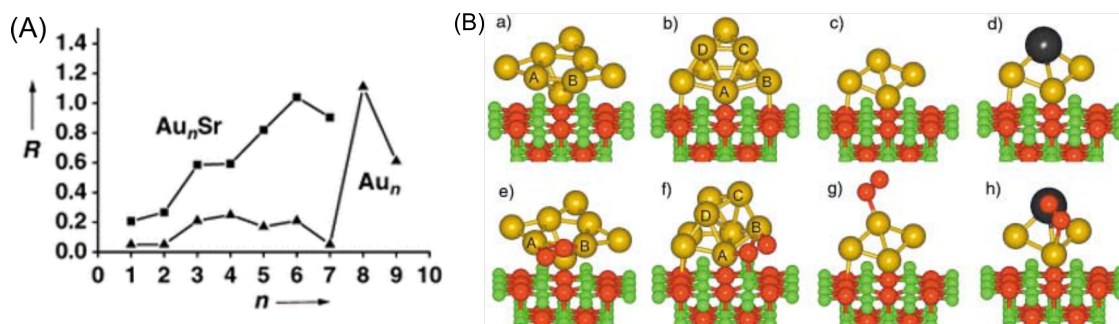 (A)
1.4
1.2
1.0
0.8
0.6
0.4
0.2
0.0
R
AunSr
Aun
0 1 2 3 4 5 6 7 8 9 10
n
(B)
a) b) c) d)
A B
D C
A B
e) f) g) h)
A B
D C
A B